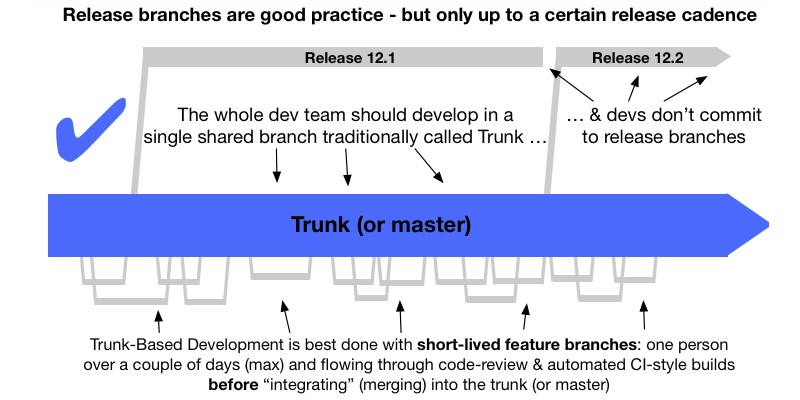 Release branches are good practice - but only up to a certain release cadence
Release 12.1
Release 12.2
The whole dev team should develop in a
single shared branch traditionally called Trunk …
… & devs don’t commit
to release branches
Trunk (or master)
Trunk-Based Development is best done with short-lived feature branches: one person
over a couple of days (max) and flowing through code-review & automated CI-style builds
before “integrating” (merging) into the trunk (or master)